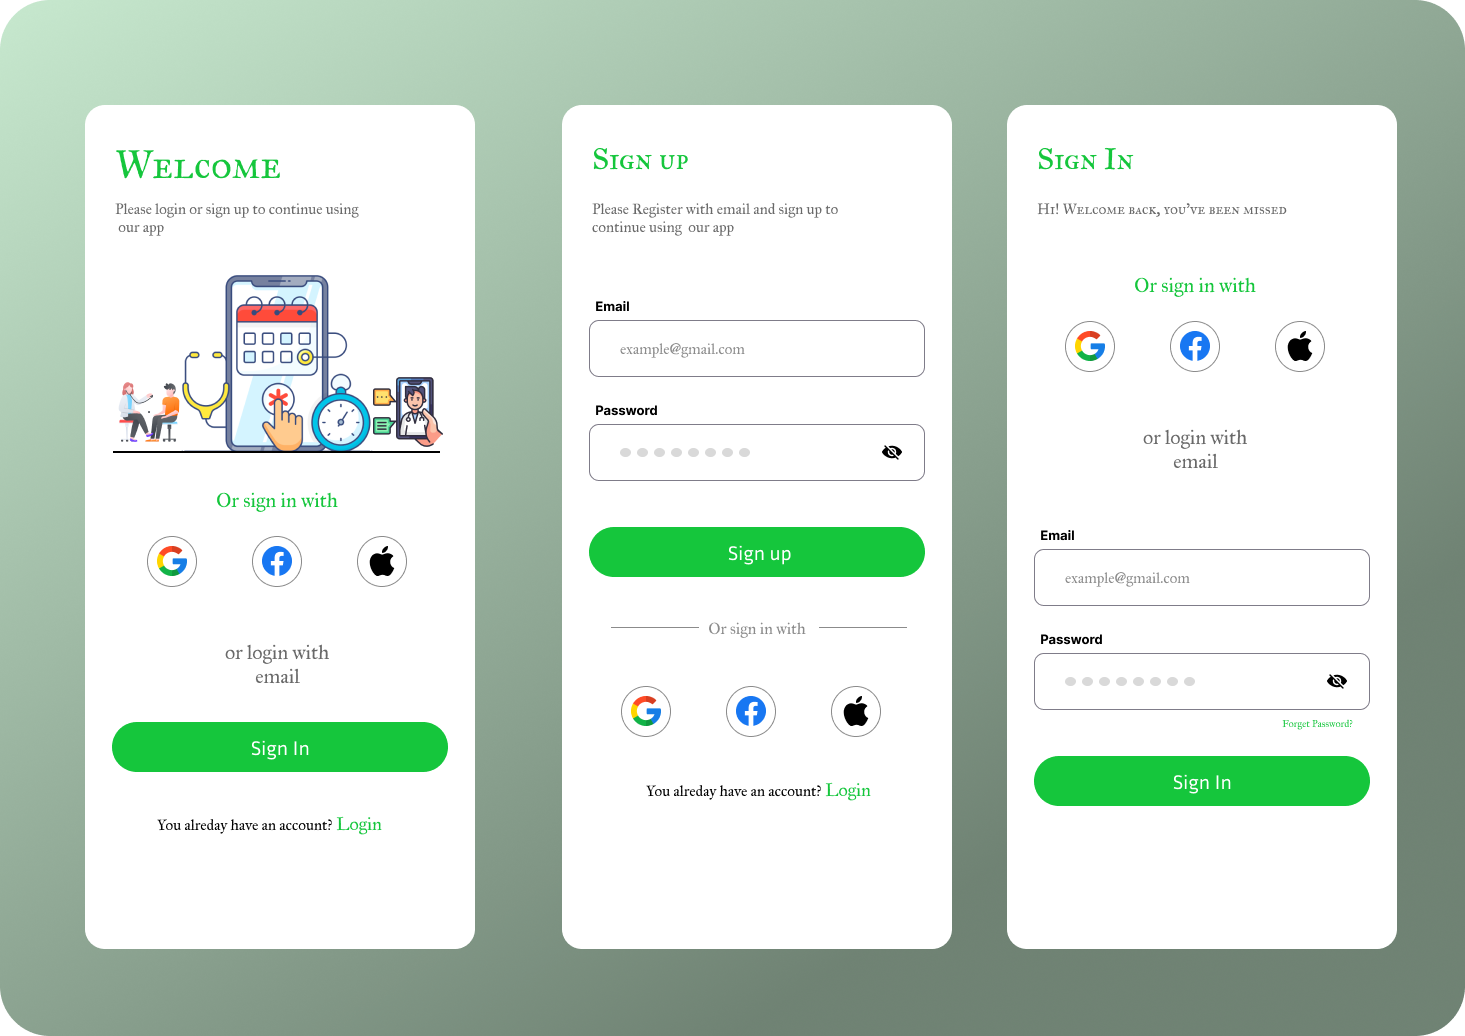 Welcome
Please login or sign up to continue using
our app
Or sign in with
or login with
email
Sign In
You alreday have an account? Login
Sign up
Please Register with email and sign up to
continue using our app
Email
example@gmail.com
Password
Sign up
Or sign in with
You alreday have an account? Login
Sign In
Hi! Welcome back, you've been missed
Or sign in with
or login with
email
Email
example@gmail.com
Password
Forget Password?
Sign In